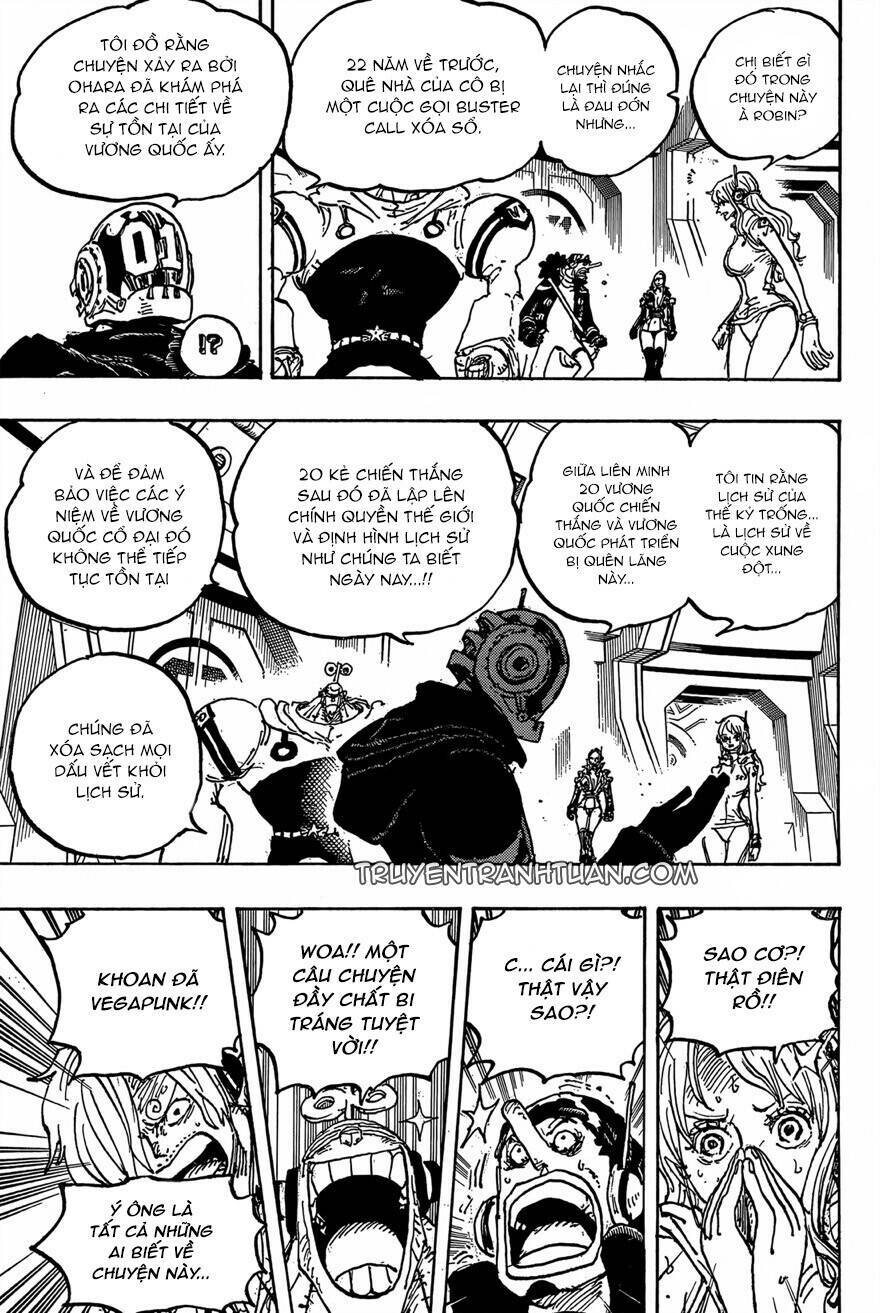 CHỊ BIẾT GÌ
ĐÓ TRONG
CHUYỆN NÀY
À ROBIN?
CHUYỆN NHẮC
LẠI THÌ ĐÚNG
LÀ ĐAU ĐỚN
NHƯNG...
22 NĂM VỀ TRƯỚC,
QUÊ NHÀ CỦA CÔ BỊ
MỘT CUỘC GỌI BUSTER
CALL XÓA SỔ.
TÔI ĐỒ RẰNG
CHUYỆN XẢY RA BỞI
OHARA ĐÃ KHÁM PHÁ
RA CÁC CHI TIẾT VỀ
SỰ TỒN TẠI CỦA
VƯƠNG QUỐC ẤY.
01
!?
TÔI TIN RẰNG
LỊCH SỬ CỦA
THẾ KỶ TRỐNG...
LÀ LỊCH SỬ VỀ
CUỘC XUNG
ĐỘT...
GIỮA LIÊN MINH
20 VƯƠNG
QUỐC CHIẾN
THẮNG VÀ VƯƠNG
QUỐC PHÁT TRIỂN
BỊ QUÊN LÃNG
NÀY...
20 KẺ CHIẾN THẮNG
SAU ĐÓ ĐÃ LẬP LÊN
CHÍNH QUYỀN THẾ GIỚI
VÀ ĐỊNH HÌNH LỊCH SỬ
NHƯ CHÚNG TA BIẾT
NGÀY NAY...!!
VÀ ĐỂ ĐẢM
BẢO VIỆC CÁC Ý
NIỆM VỀ VƯƠNG
QUỐC CỔ ĐẠI ĐÓ
KHÔNG THỂ TIẾP
TỤC TỒN TẠI
CHÚNG ĐÃ
XÓA SẠCH MỌI
DẤU VẾT KHỎI
LỊCH SỬ.
TRUYENTRANHTUAN.COM
SAO CƠ?!
THẬT ĐIÊN
RỒ!!
C... CÁI GÌ?!
THẬT VẬY
SAO?!
WOA!! MỘT
CÂU CHUYỆN
ĐẦY CHẤT BI
TRÁNG TUYỆT
VỜI!!
KHOAN ĐÃ
VEGAPUNK!!
Ý ÔNG LÀ
TẤT CẢ NHỮNG
AI BIẾT VỀ
CHUYỆN NÀY...